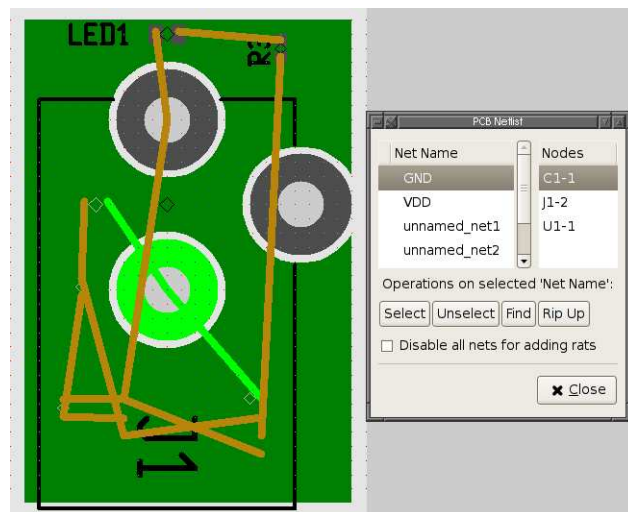 LED1
R3
1
PCB Netlist
Net Name
Nodes
GND
C1-1
VDD
J1-2
unnamed_net1
U1-1
unnamed_net2
Operations on selected 'Net Name':
Select Unselect Find Rip Up
Disable all nets for adding rats
Close